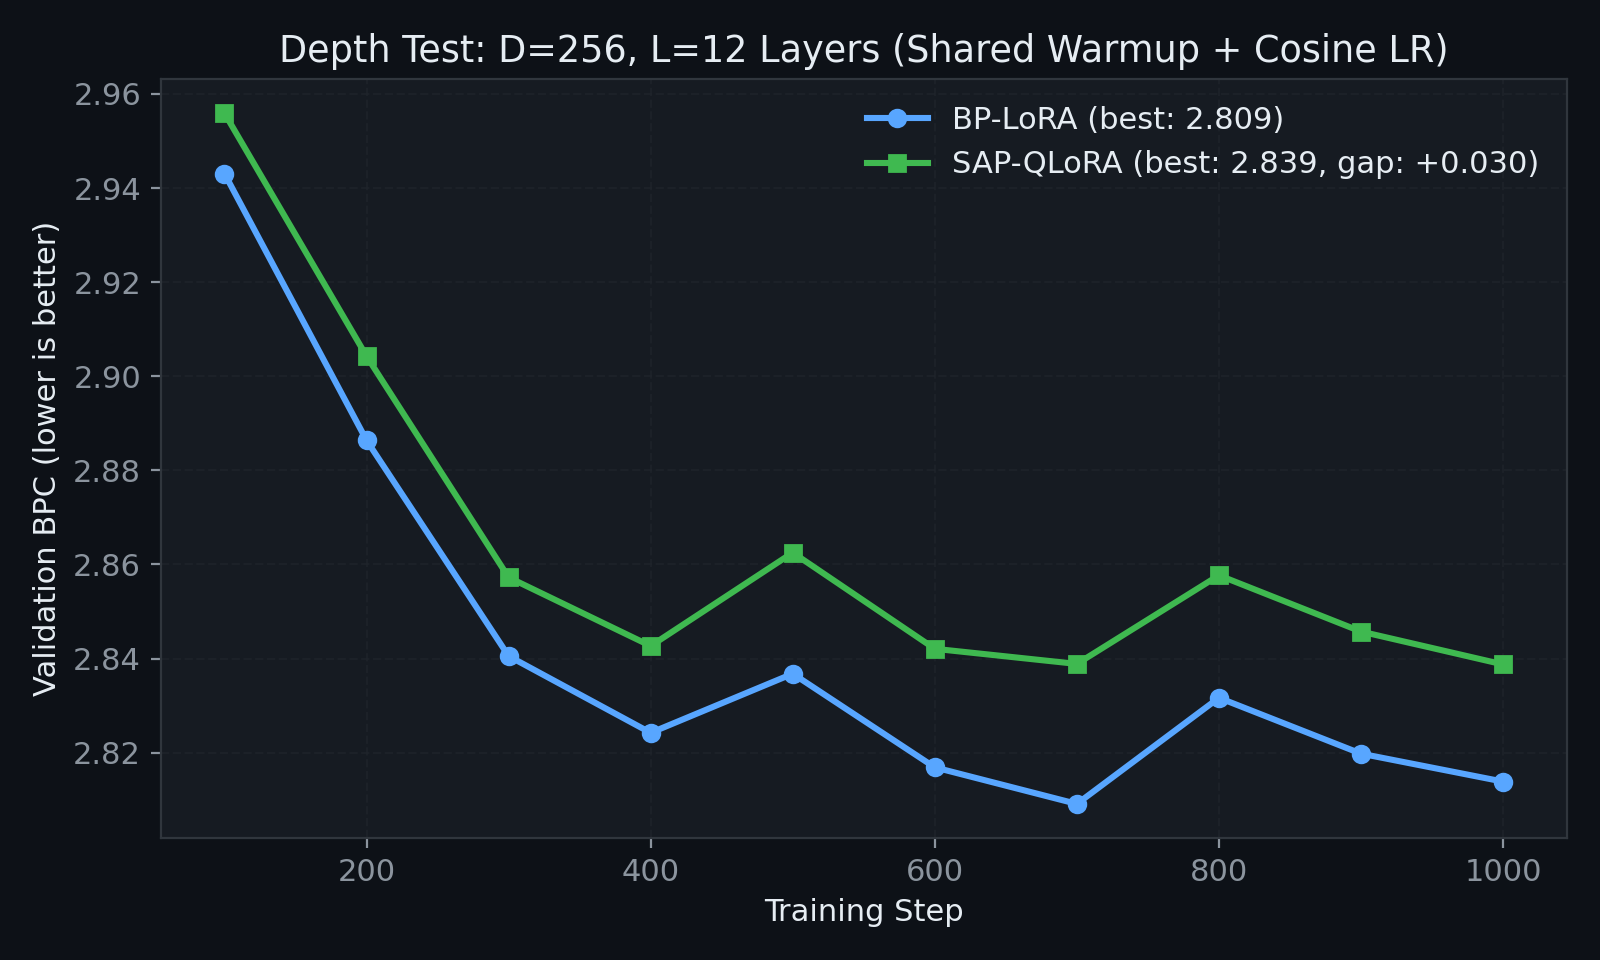 Depth Test: D=256, L=12 Layers (Shared Warmup + Cosine LR)
BP-LoRA (best: 2.809)
SAP-QLoRA (best: 2.839, gap: +0.030)
Validation BPC (lower is better)
2.96
2.94
2.92
2.90
2.88
2.86
2.84
2.82
200
400
600
800
1000
Training Step